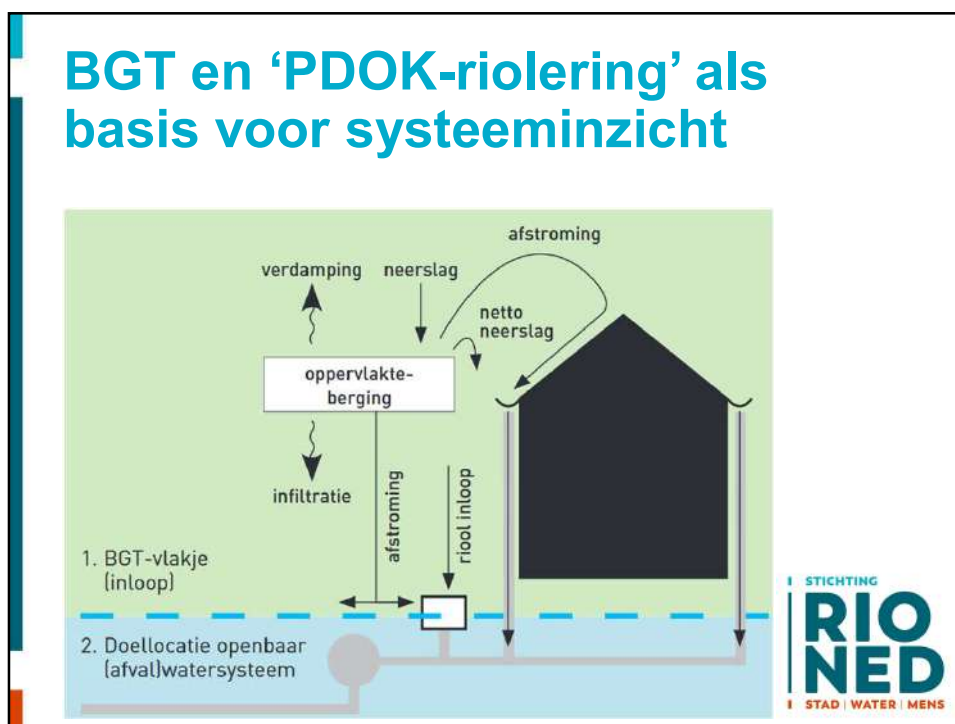 BGT en ‘PDOK-riolering’ als
basis voor systeeminzicht
afstroming
verdamping
neerslag
netto
neerslag
oppervlakte-
berging
infiltratie
afstroming
riool inloop
1. BGT-vlakje
(inloop)
2. Doellocatie openbaar
(afval)watersysteem
STICHTING
RIO
NED
STAD | WATER | MENS